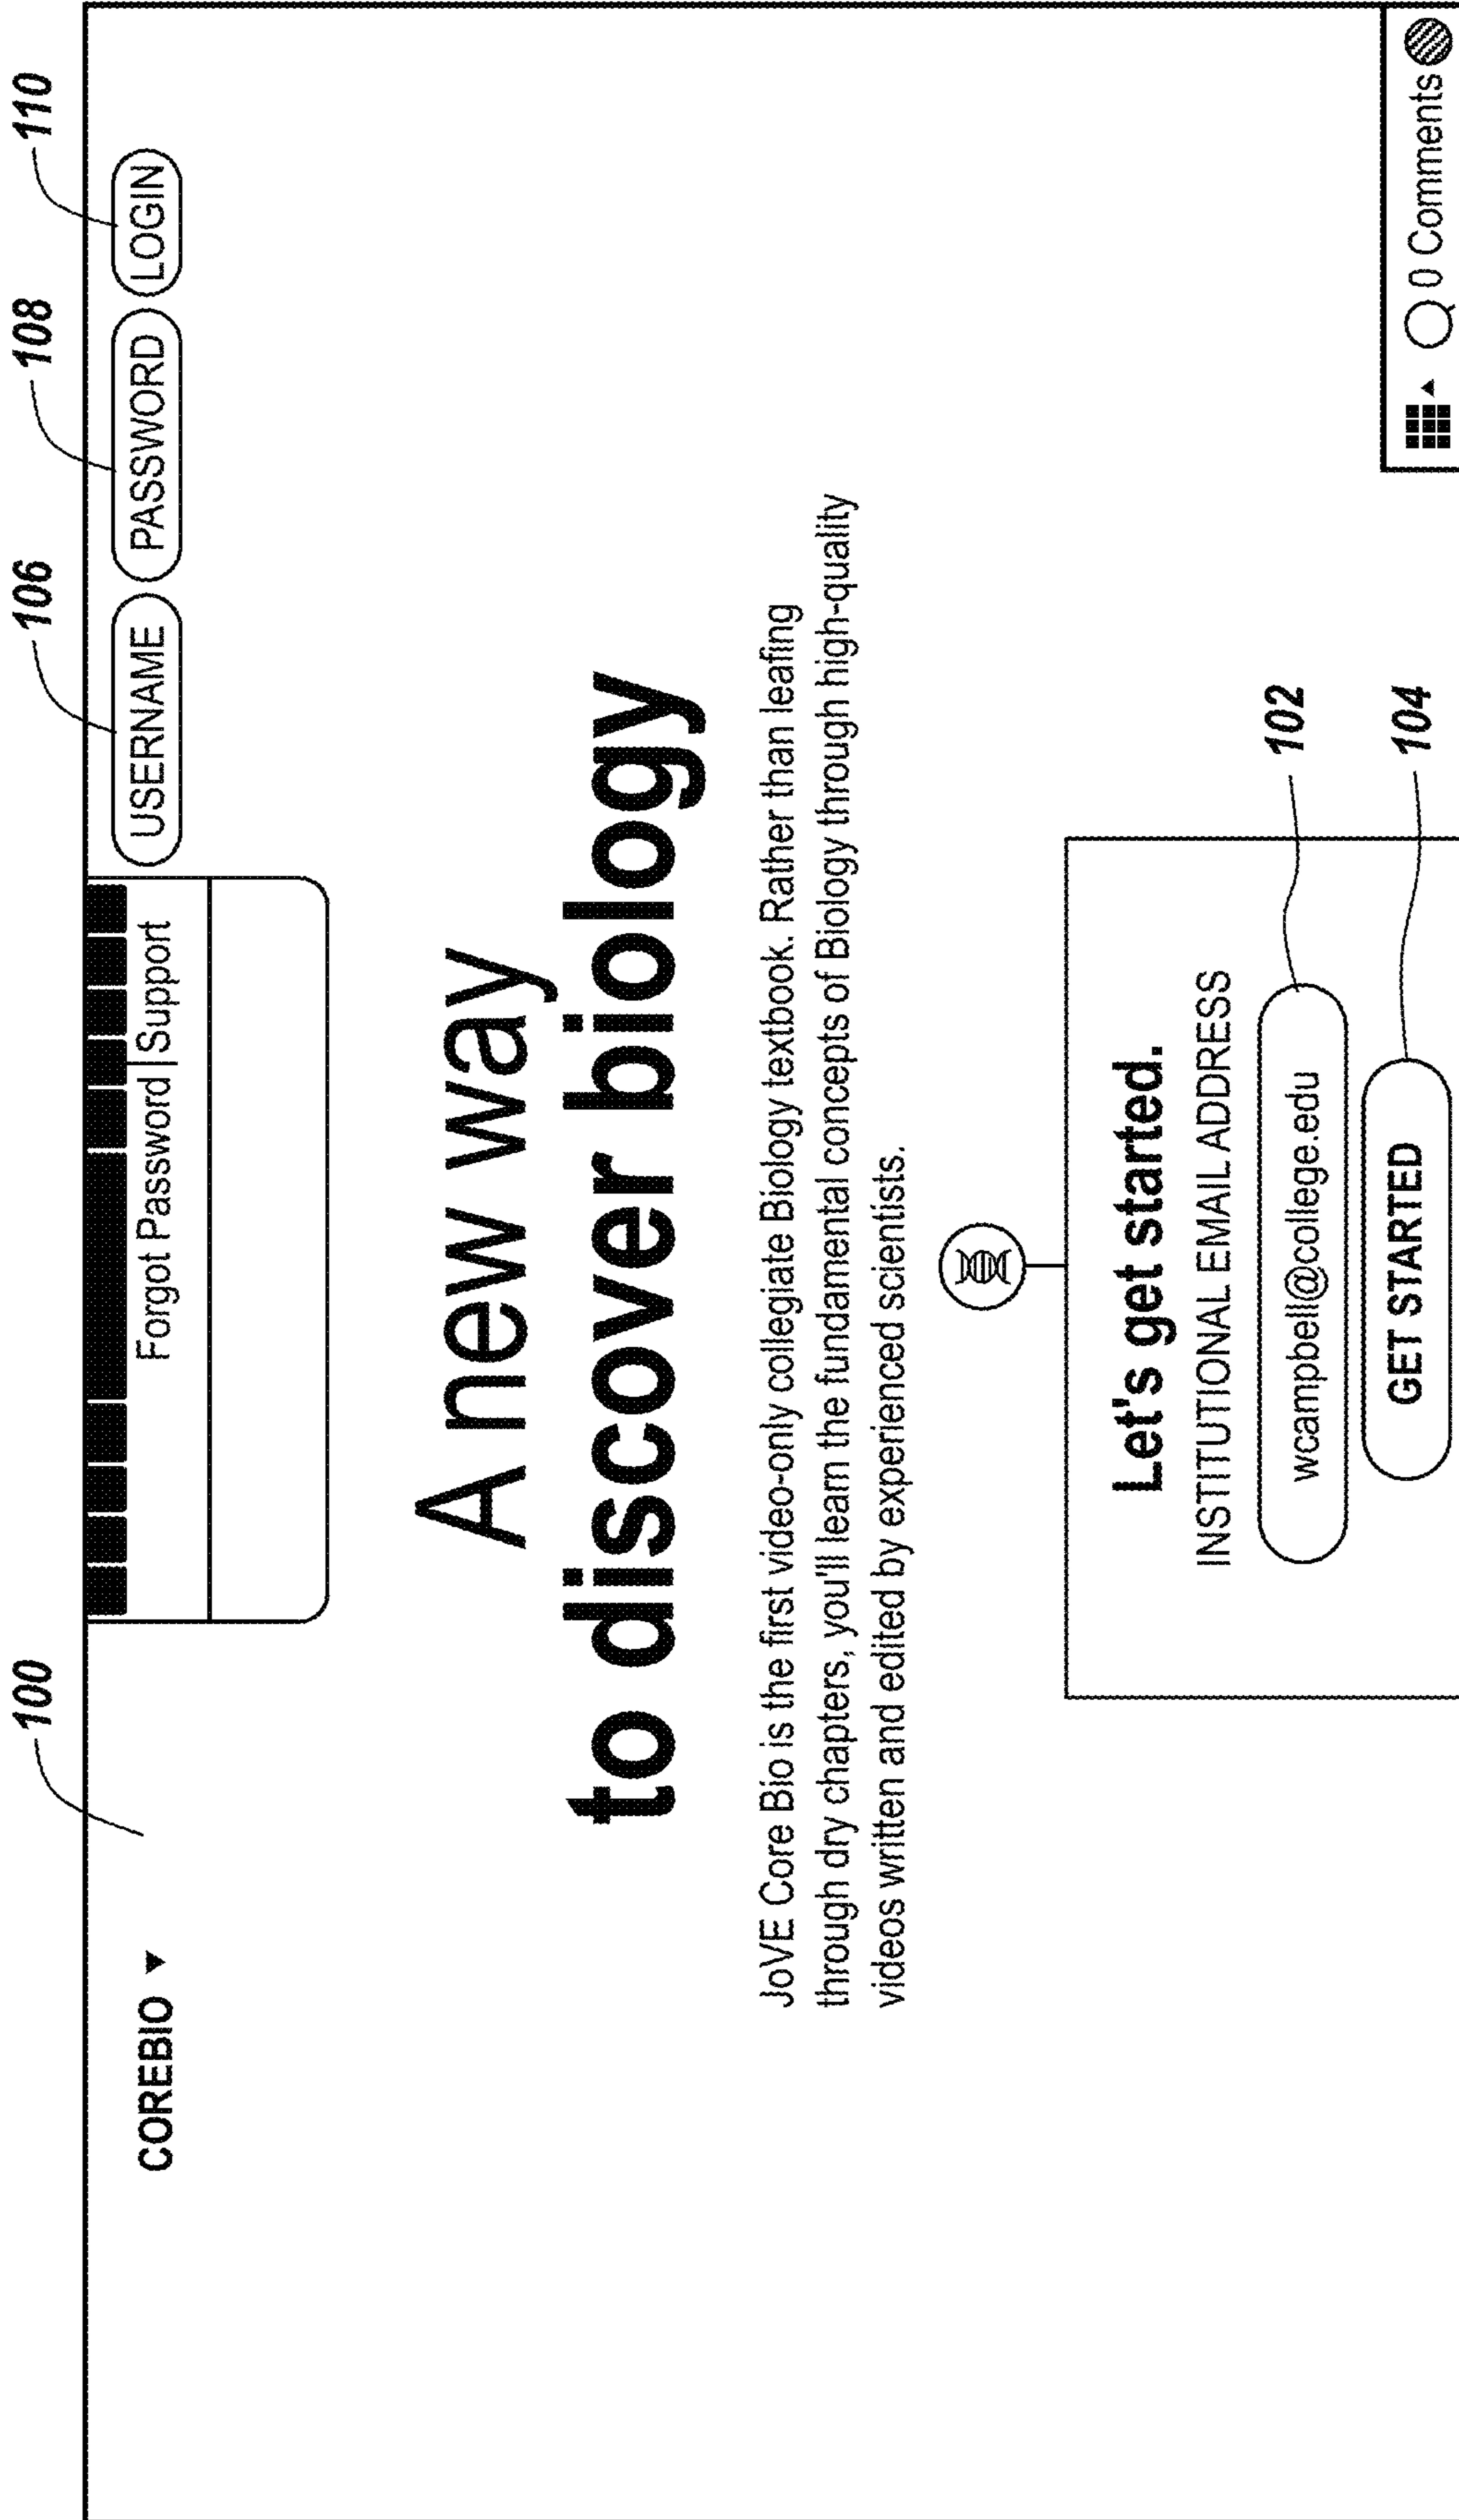 100
106
108
110
COREBIO
Forgot Password | Support
USERNAME
PASSWORD
LOGIN
A new way
to discover biology
JoVE Core Bio is the first video-only collegiate Biology textbook. Rather than leafing
through dry chapters, you'll learn the fundamental concepts of Biology through high-quality
videos written and edited by experienced scientists.
Let's get started.
INSTITUTIONAL EMAIL ADDRESS
wcampbell@college.edu
102
GET STARTED
104
0 Comments